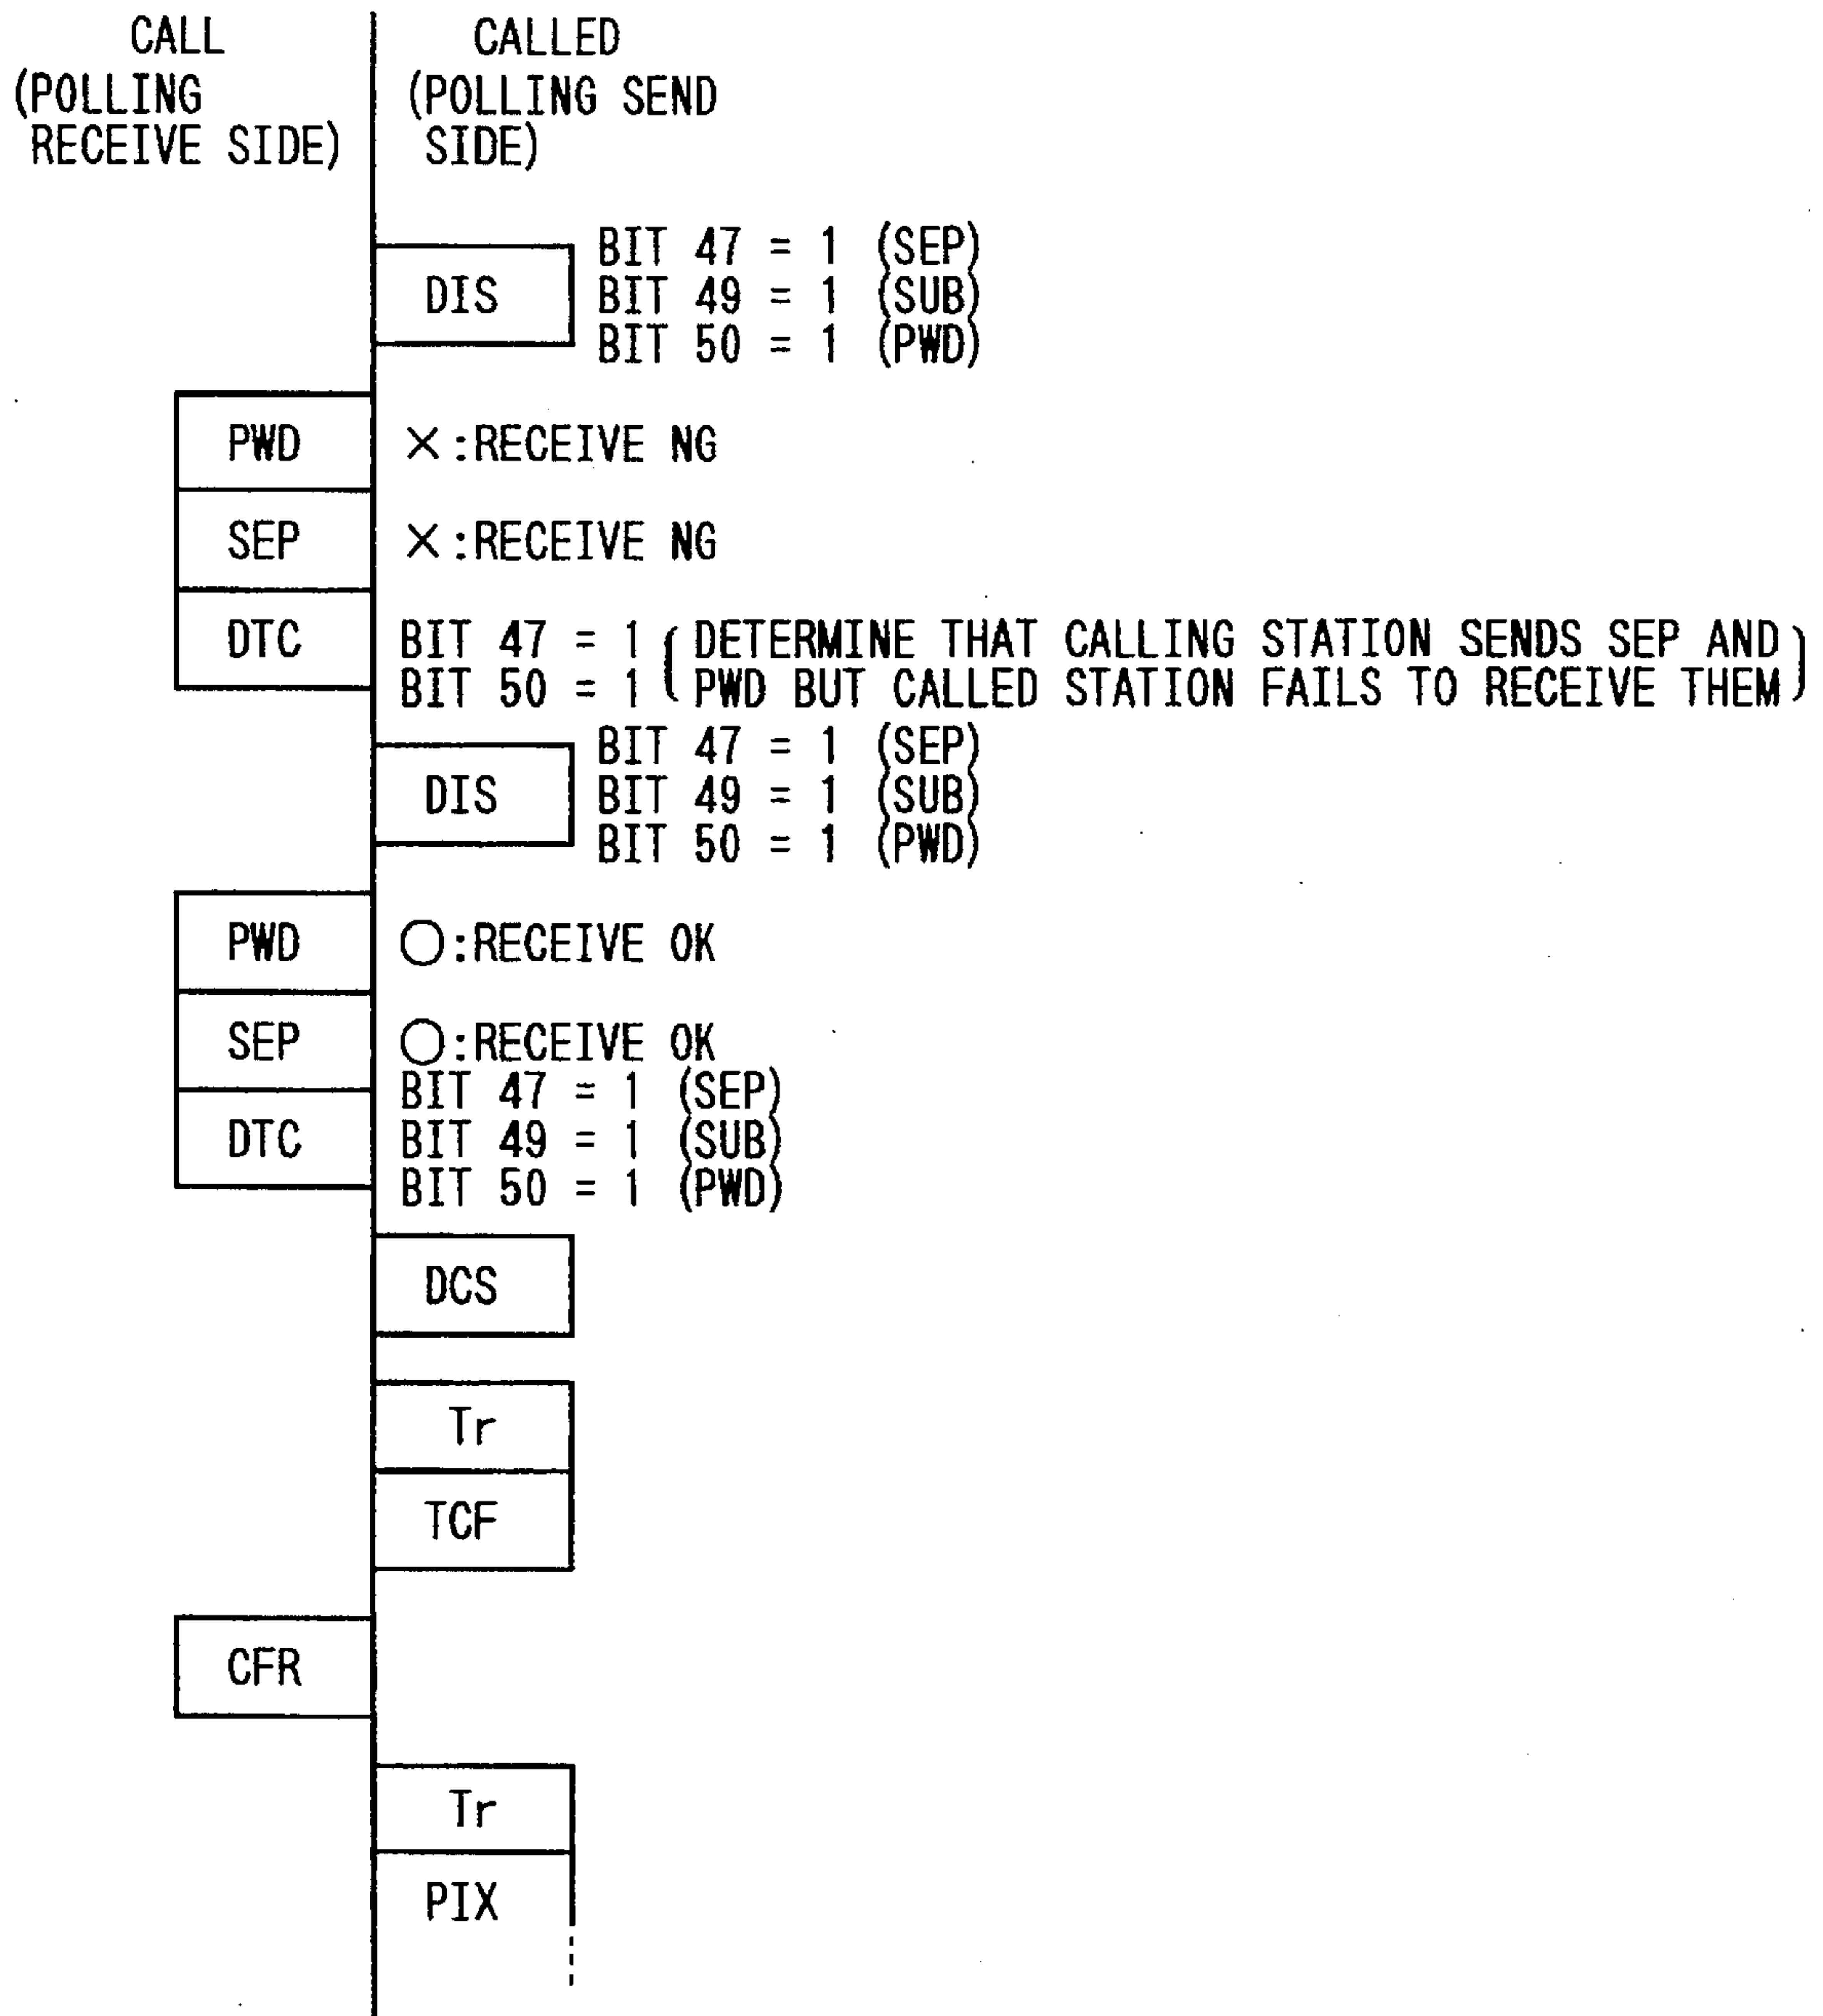 CALL
(POLLING
RECEIVE SIDE)
CALLED
(POLLING SEND
SIDE)
DIS
BIT 47 = 1 (SEP)
BIT 49 = 1 (SUB)
BIT 50 = 1 (PWD)
PWD
×:RECEIVE NG
SEP
×:RECEIVE NG
DTC
BIT 47 = 1 (DETERMINE THAT CALLING STATION SENDS SEP AND
BIT 50 = 1 PWD BUT CALLED STATION FAILS TO RECEIVE THEM)
DIS
BIT 47 = 1 (SEP)
BIT 49 = 1 (SUB)
BIT 50 = 1 (PWD)
PWD
○:RECEIVE OK
SEP
○:RECEIVE OK
DTC
BIT 47 = 1 (SEP)
BIT 49 = 1 (SUB)
BIT 50 = 1 (PWD)
DCS
Tr
TCF
CFR
Tr
PIX